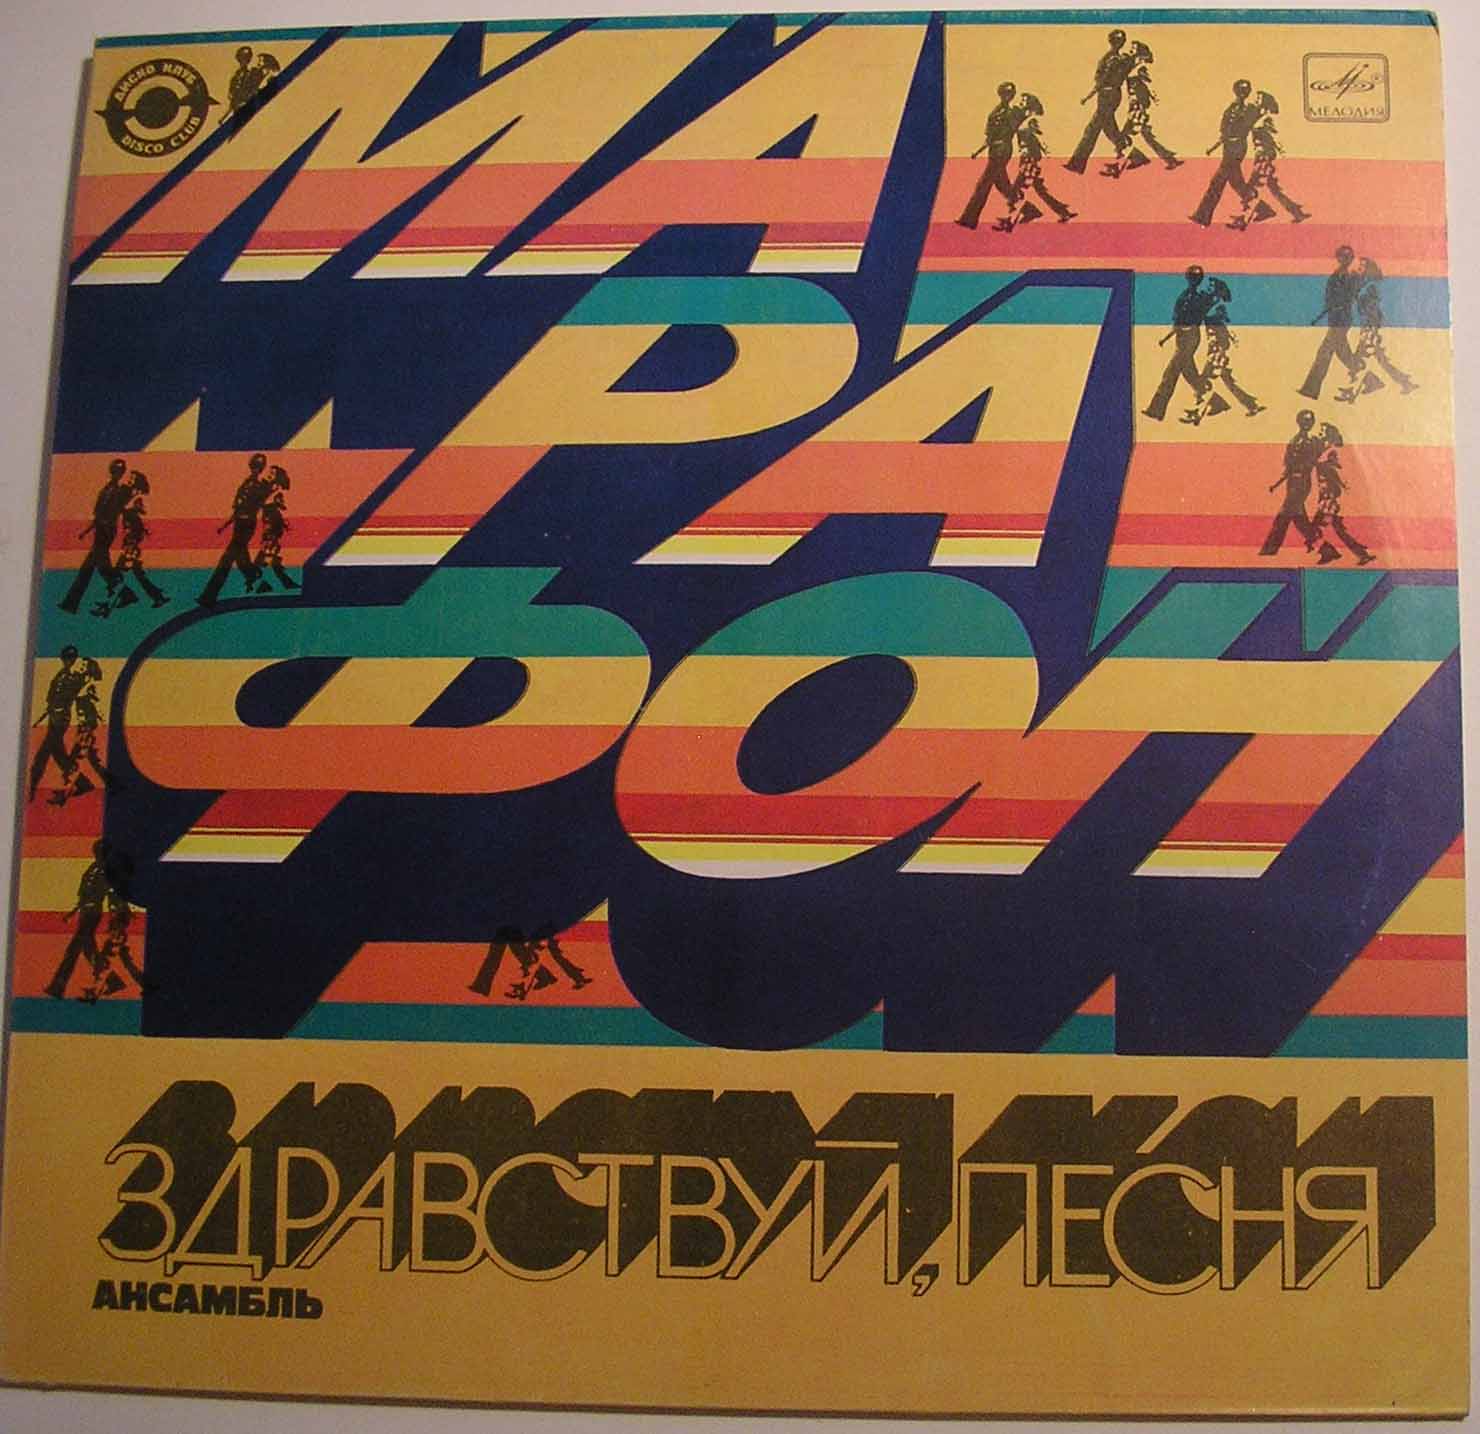 ДИСКО КЛУБ
DISCO CLUB
МЕЛОДИЯ
МА
РА
ФОН
ЗДРАВСТВУЙ, ПЕСНЯ
АНСАМБЛЬ